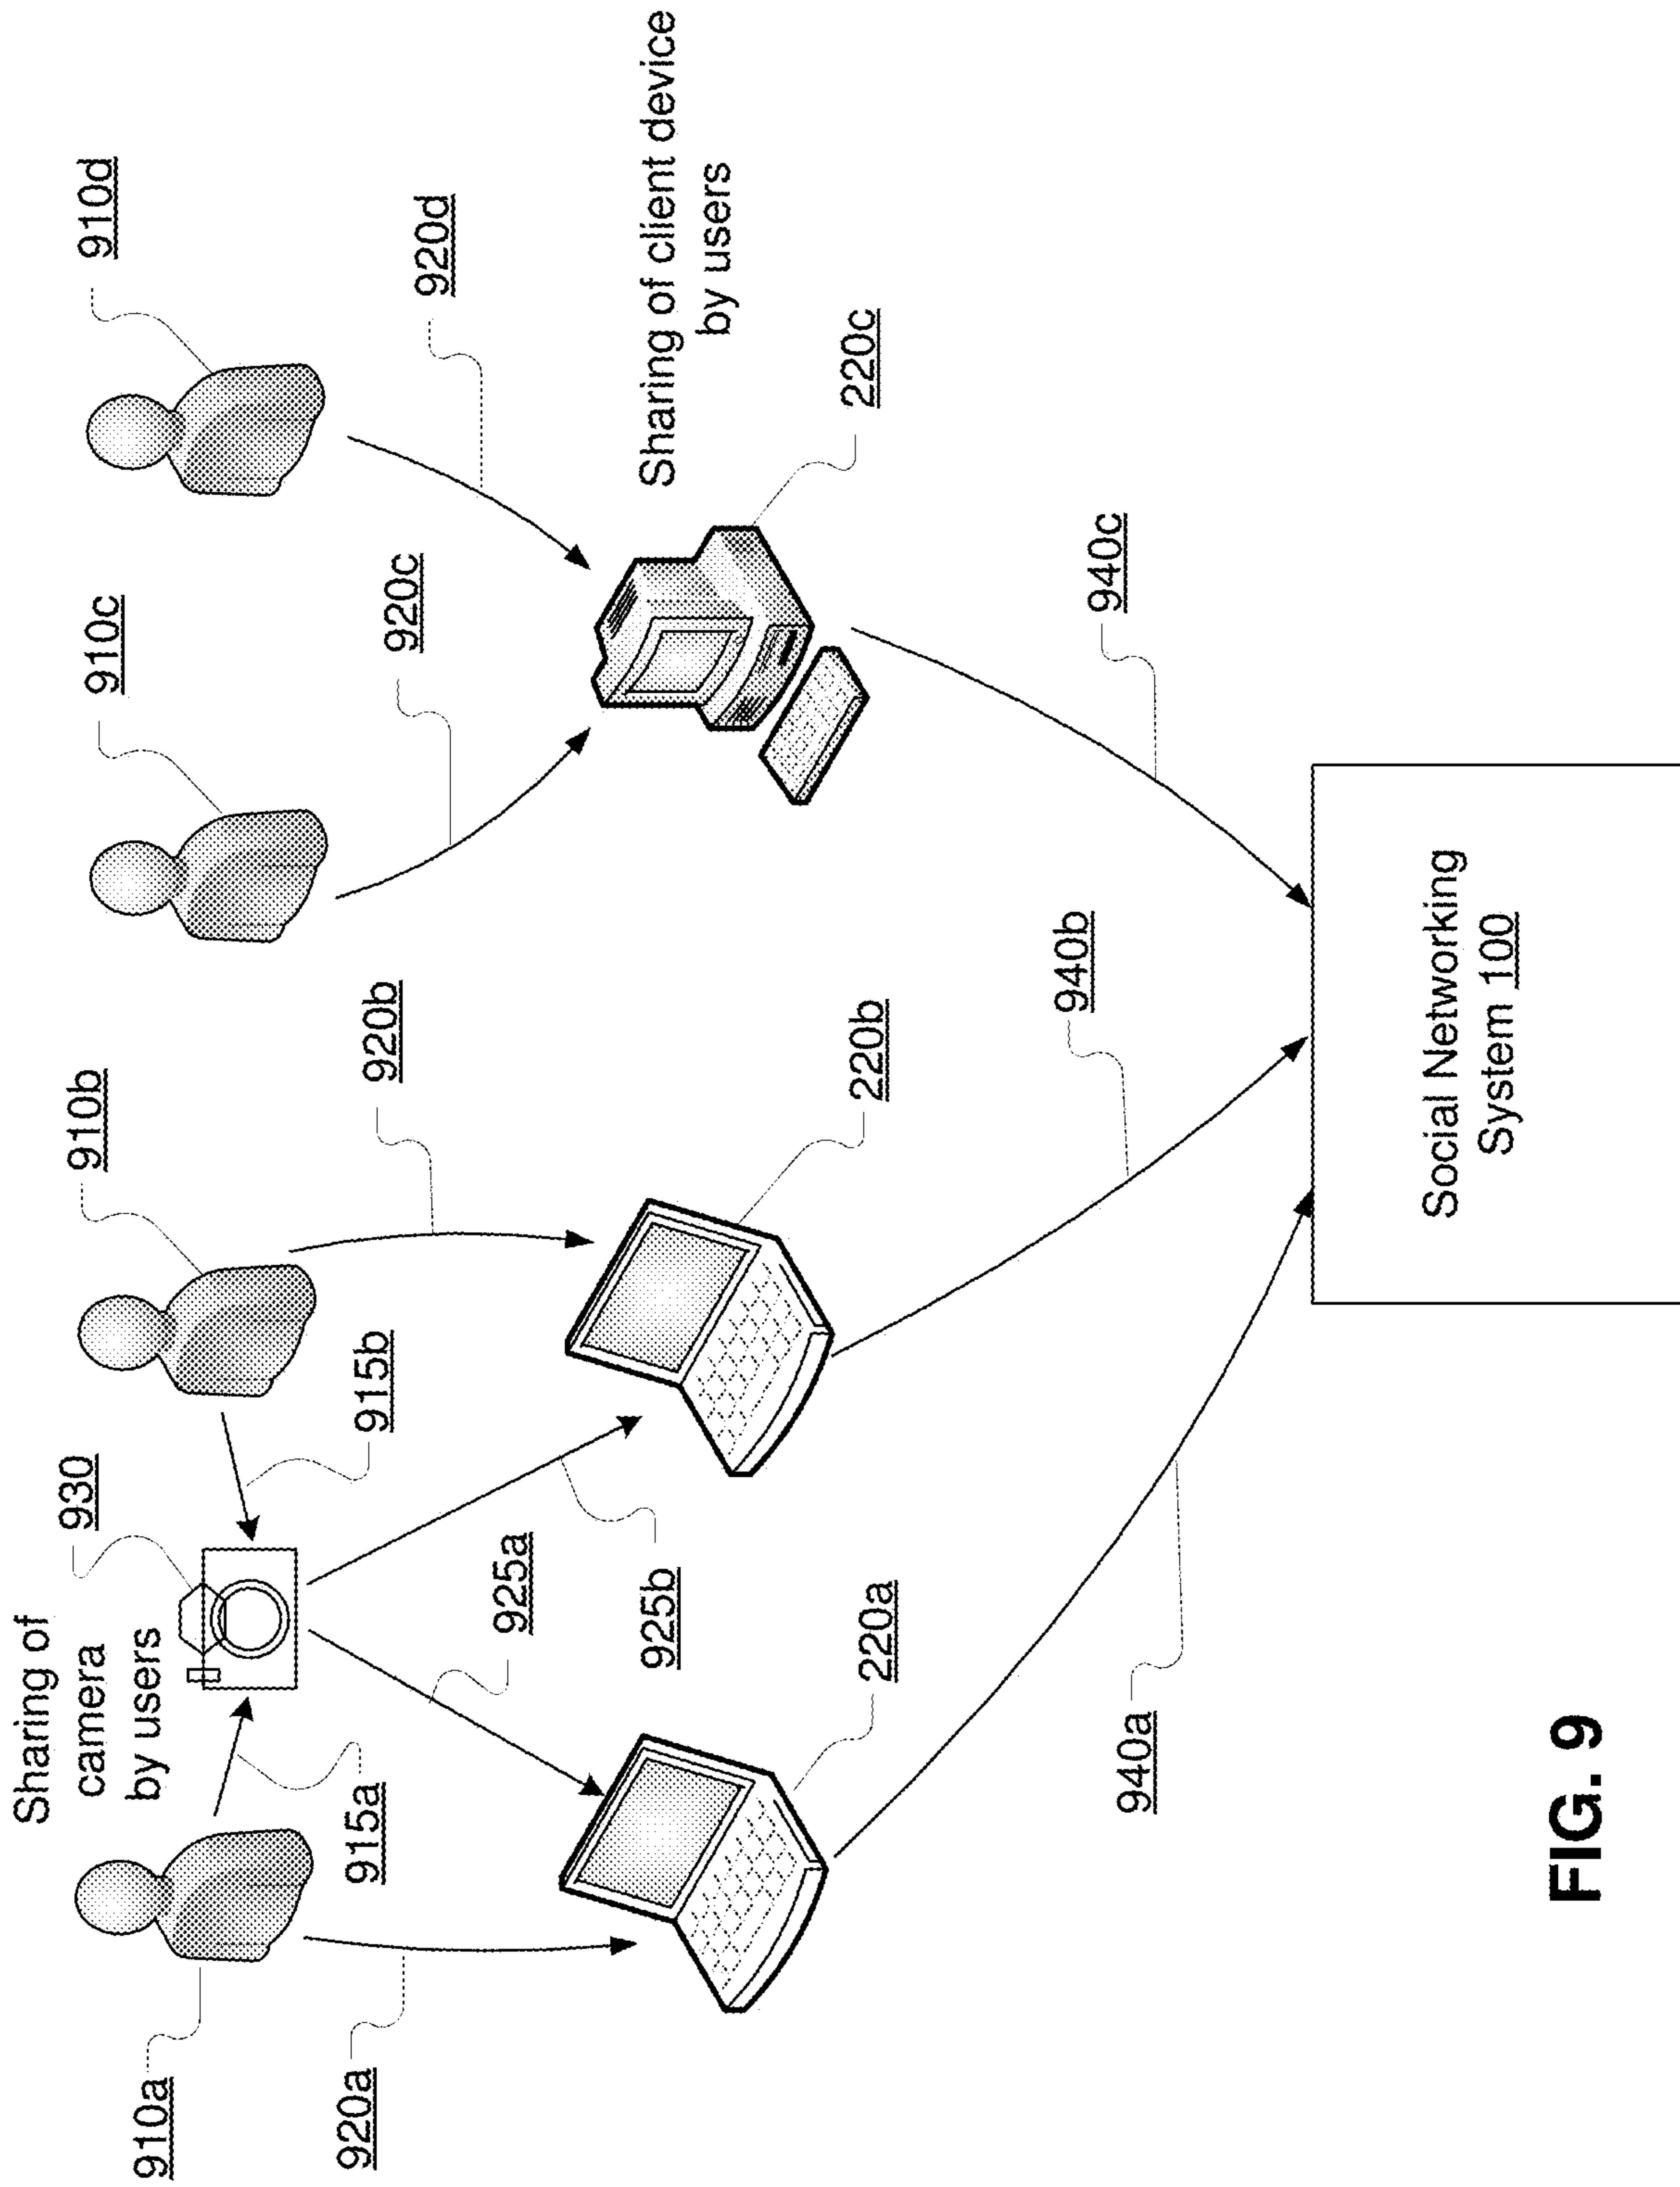 Sharing of
camera
by users
930
910a
910b
910c
910d
915a
915b
920a
920b
920c
920d
925a
925b
Sharing of client device
by users
220a
220b
220c
940a
940b
940c
Social Networking
System 100
FIG. 9